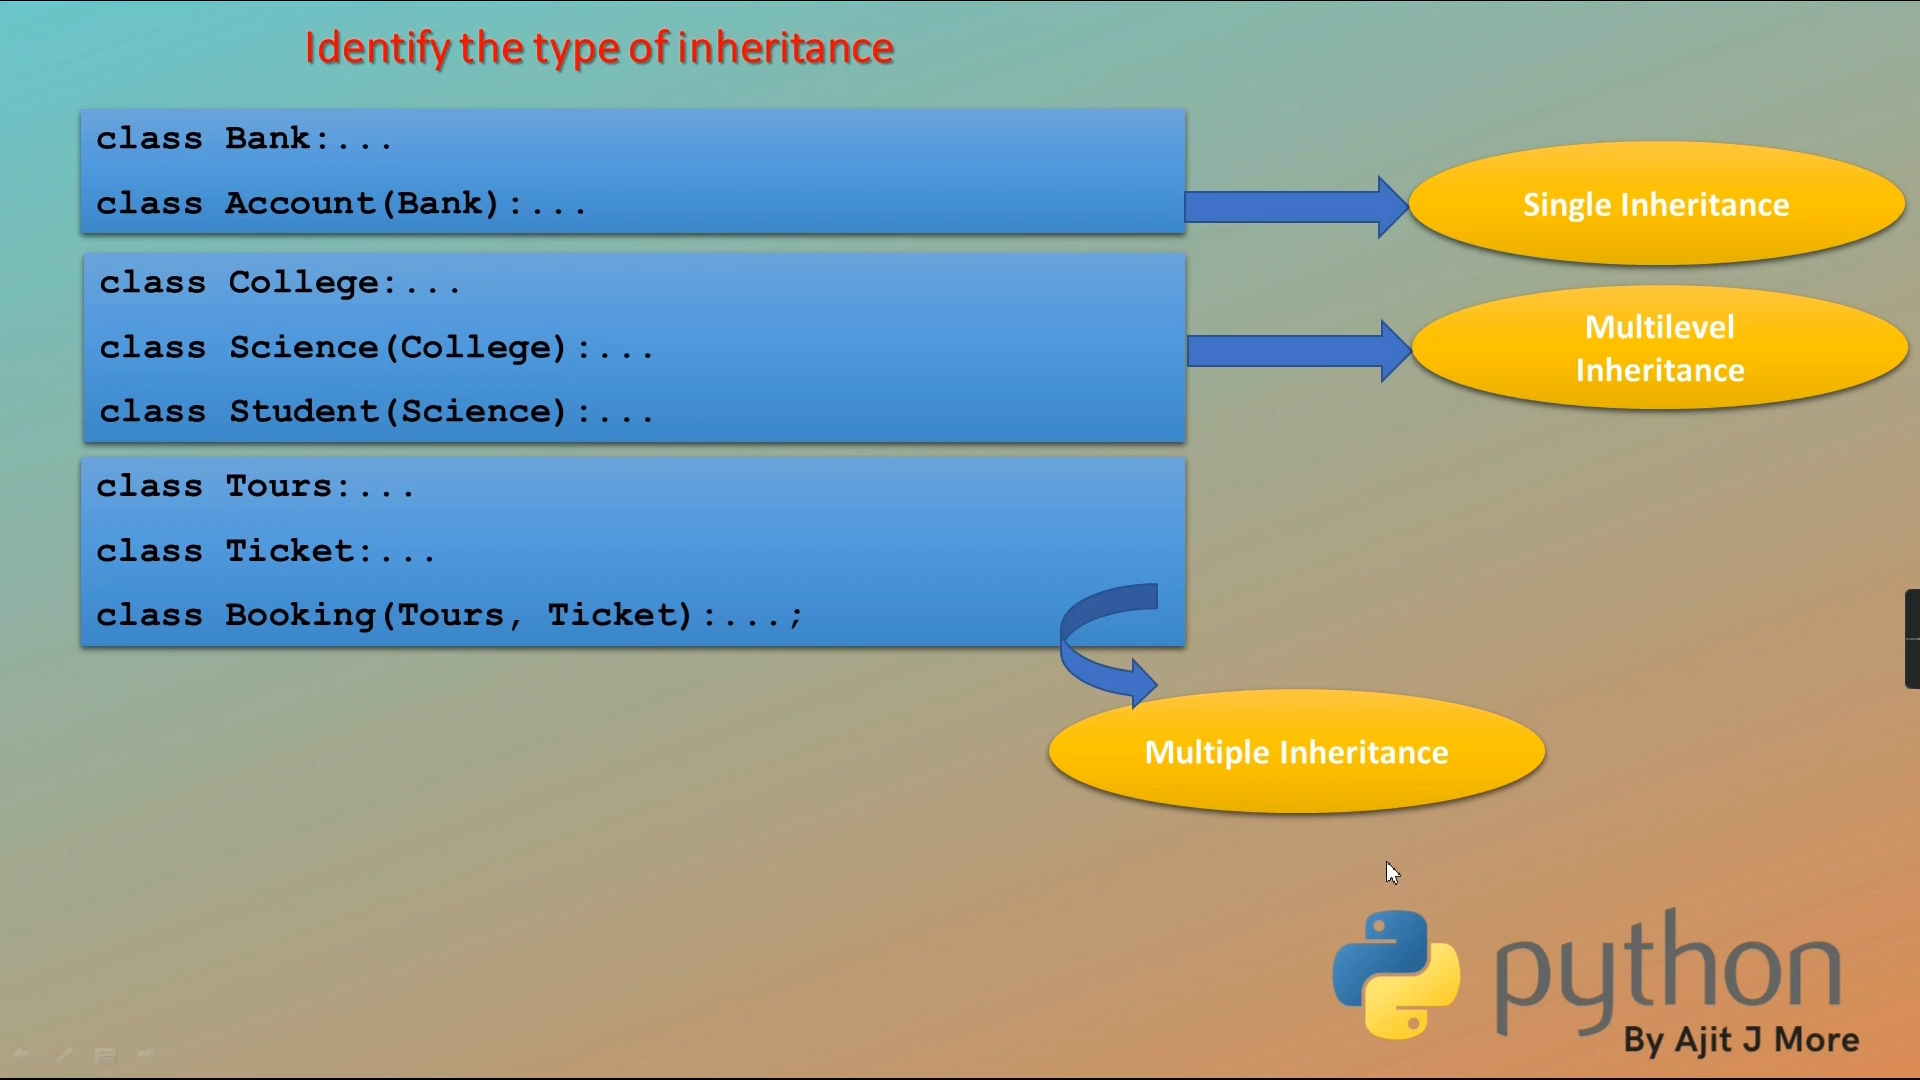 Identify the type of inheritance
class Bank:...
class Account(Bank):...
Single Inheritance
class College:...
class Science(College):...
class Student(Science):...
Multilevel
Inheritance
class Tours:...
class Ticket:...
class Booking(Tours, Ticket):...;
Multiple Inheritance
python
By Ajit J More